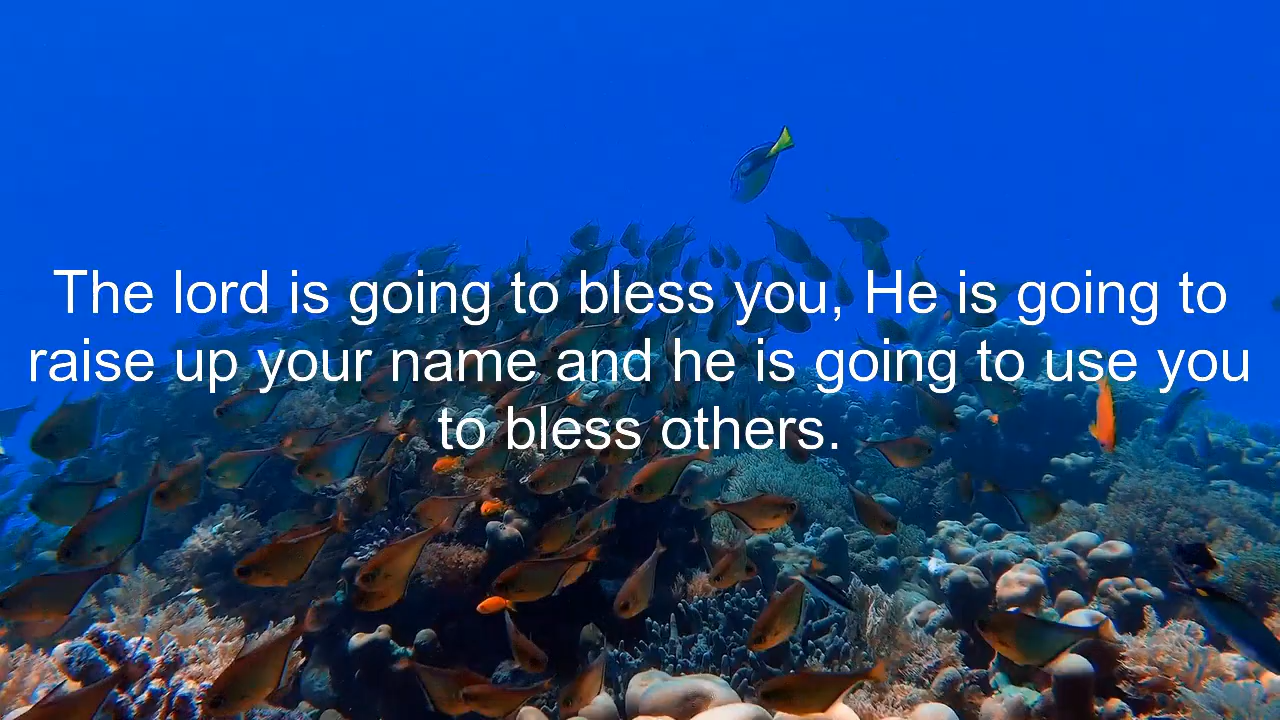 The lord is going to bless you, He is going to
raise up your name and he is going to use you
to bless others.